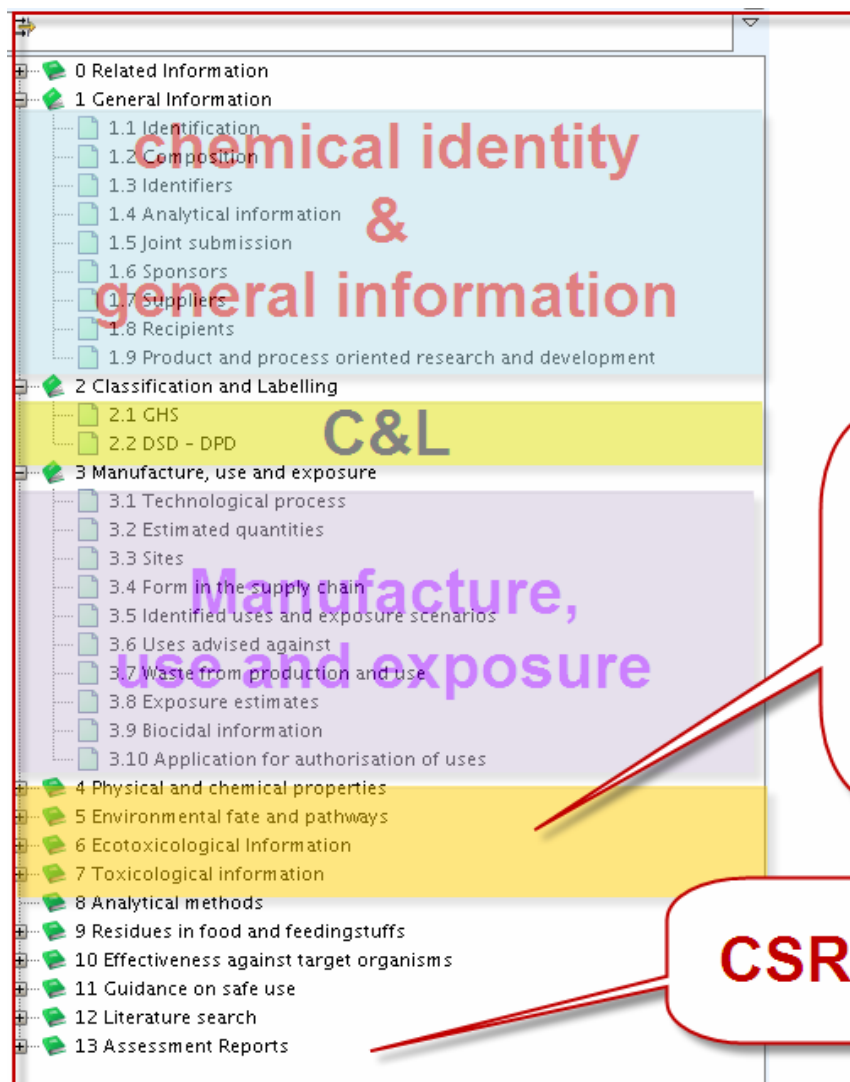 0 Related Information
1 General Information
1.1 Identification
1.2 Composition
1.3 Identifiers
1.4 Analytical information
1.5 Joint submission
1.6 Sponsors
1.7 Suppliers
1.8 Recipients
1.9 Product and process oriented research and development
chemical identity
&
general information
2 Classification and Labelling
2.1 GHS
2.2 DSD - DPD
C&L
3 Manufacture, use and exposure
3.1 Technological process
3.2 Estimated quantities
3.3 Sites
3.4 Form in the supply chain
3.5 Identified uses and exposure scenarios
3.6 Uses advised against
3.7 Waste from production and use
3.8 Exposure estimates
3.9 Biocidal information
3.10 Application for authorisation of uses
Manufacture,
use and exposure
4 Physical and chemical properties
5 Environmental fate and pathways
6 Ecotoxicological Information
7 Toxicological information
8 Analytical methods
9 Residues in food and feedingstuffs
10 Effectiveness against target organisms
11 Guidance on safe use
12 Literature search
13 Assessment Reports
CSR